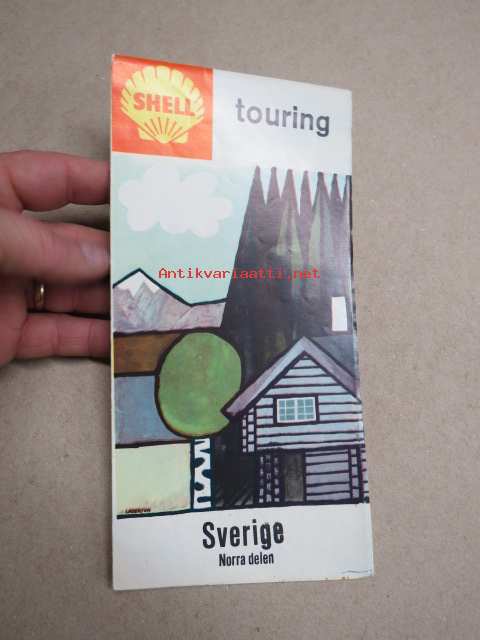 SHELL
touring
Antikvariaatti.net
Sverige
Norra delen